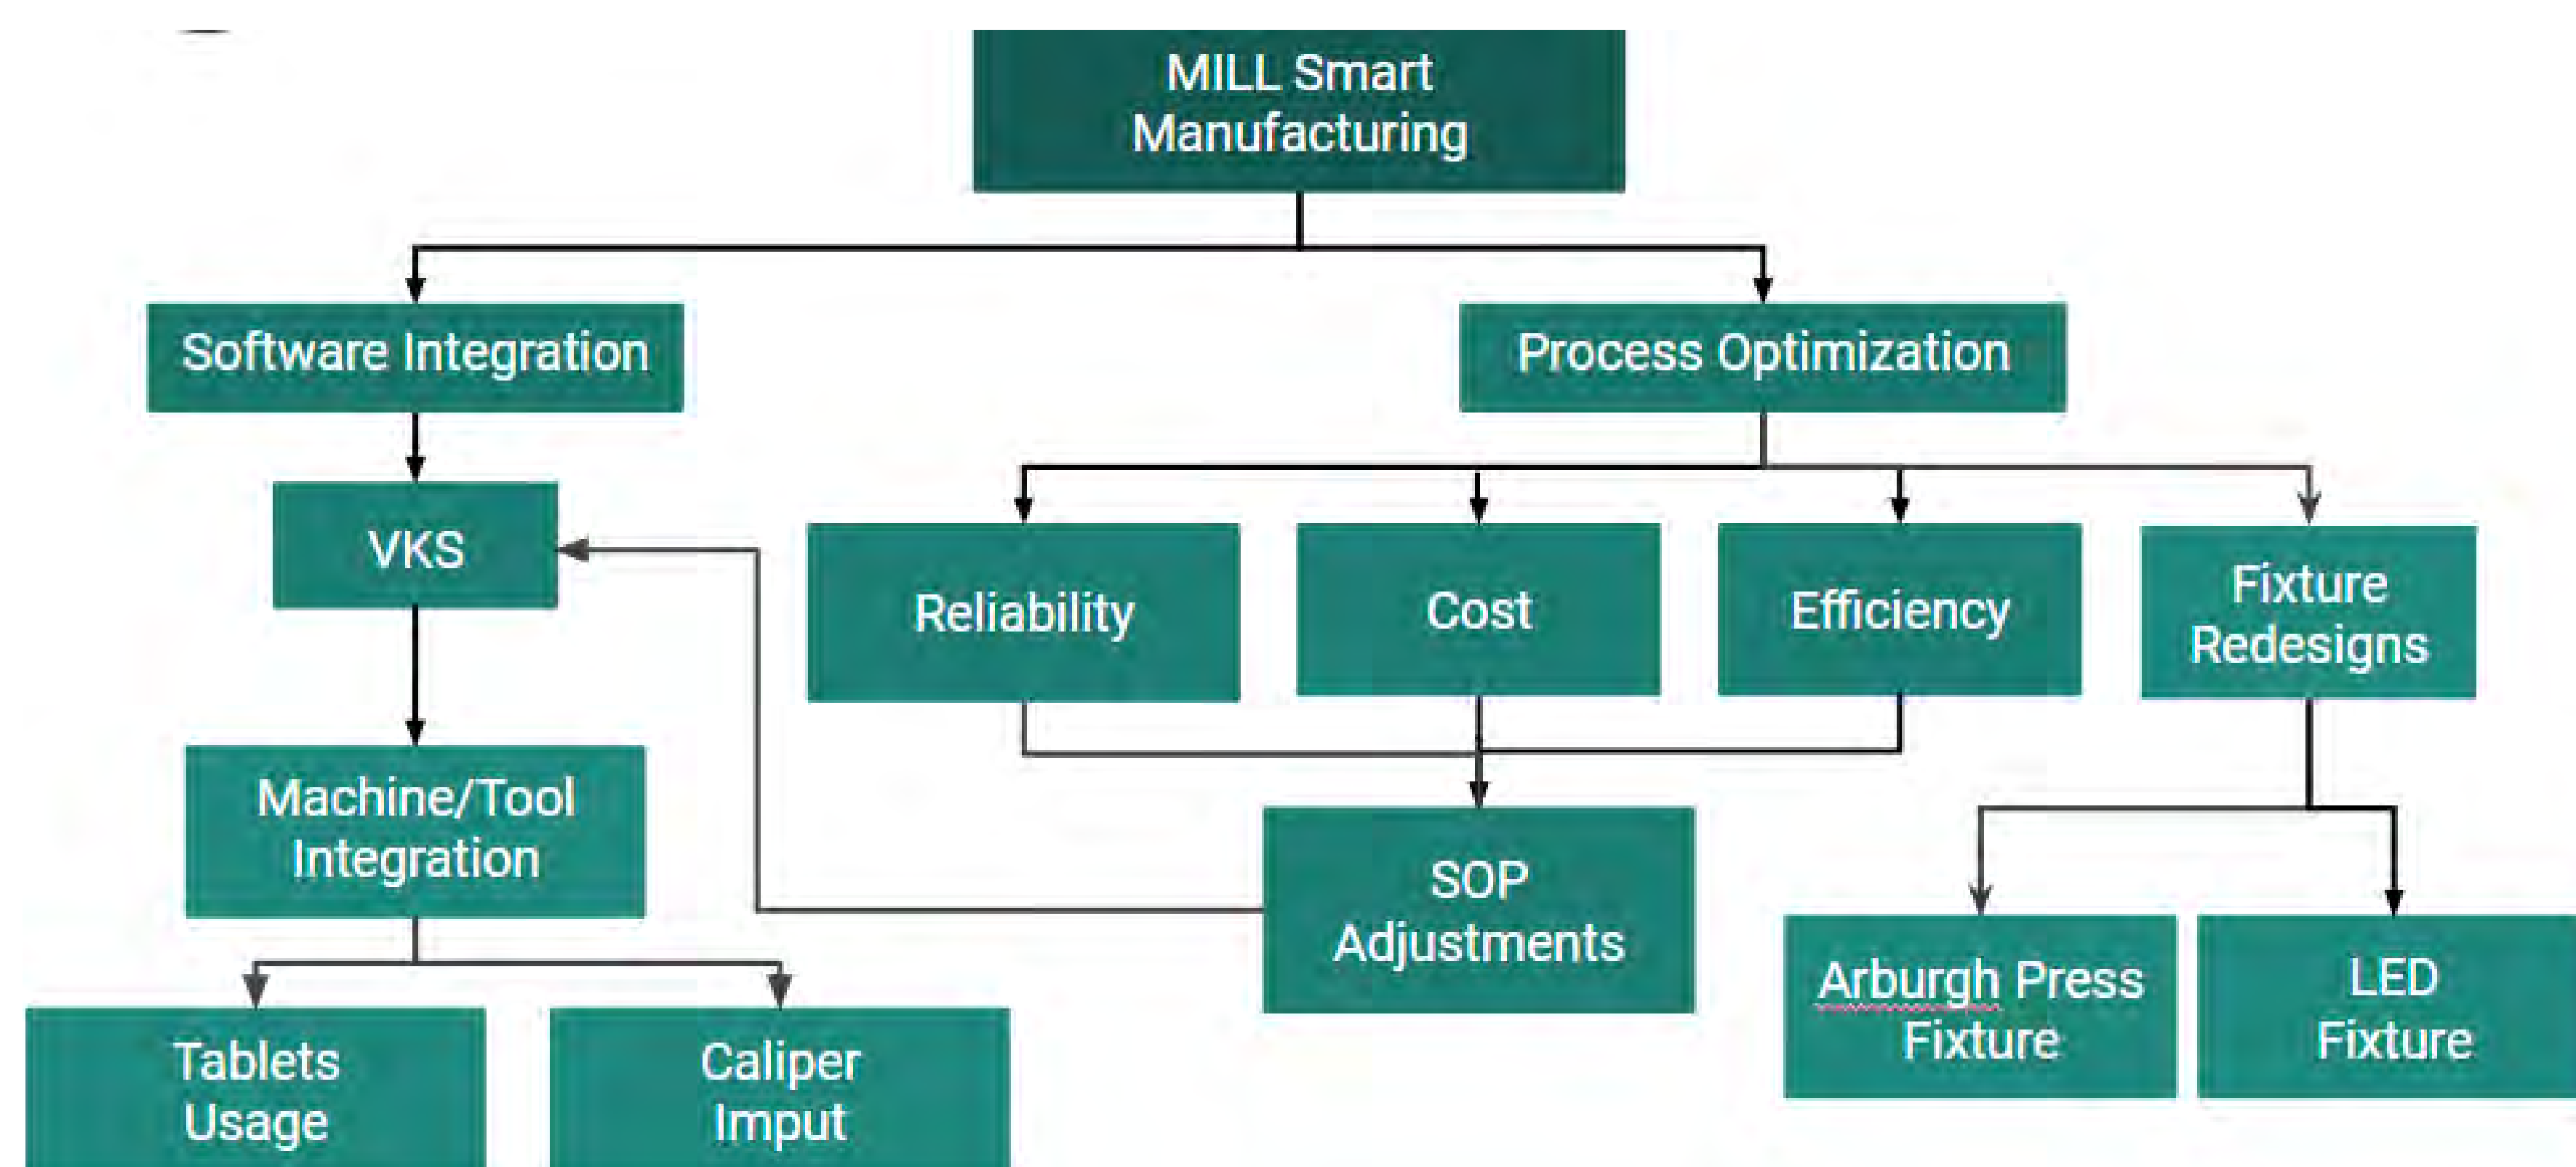 MILL Smart
Manufacturing
Software Integration
Process Optimization
VKS
Reliability
Cost
Efficiency
Fixture
Redesigns
Machine/Tool
Integration
SOP
Adjustments
Arburgh Press
Fixture
LED
Fixture
Tablets
Usage
Caliper
Imput